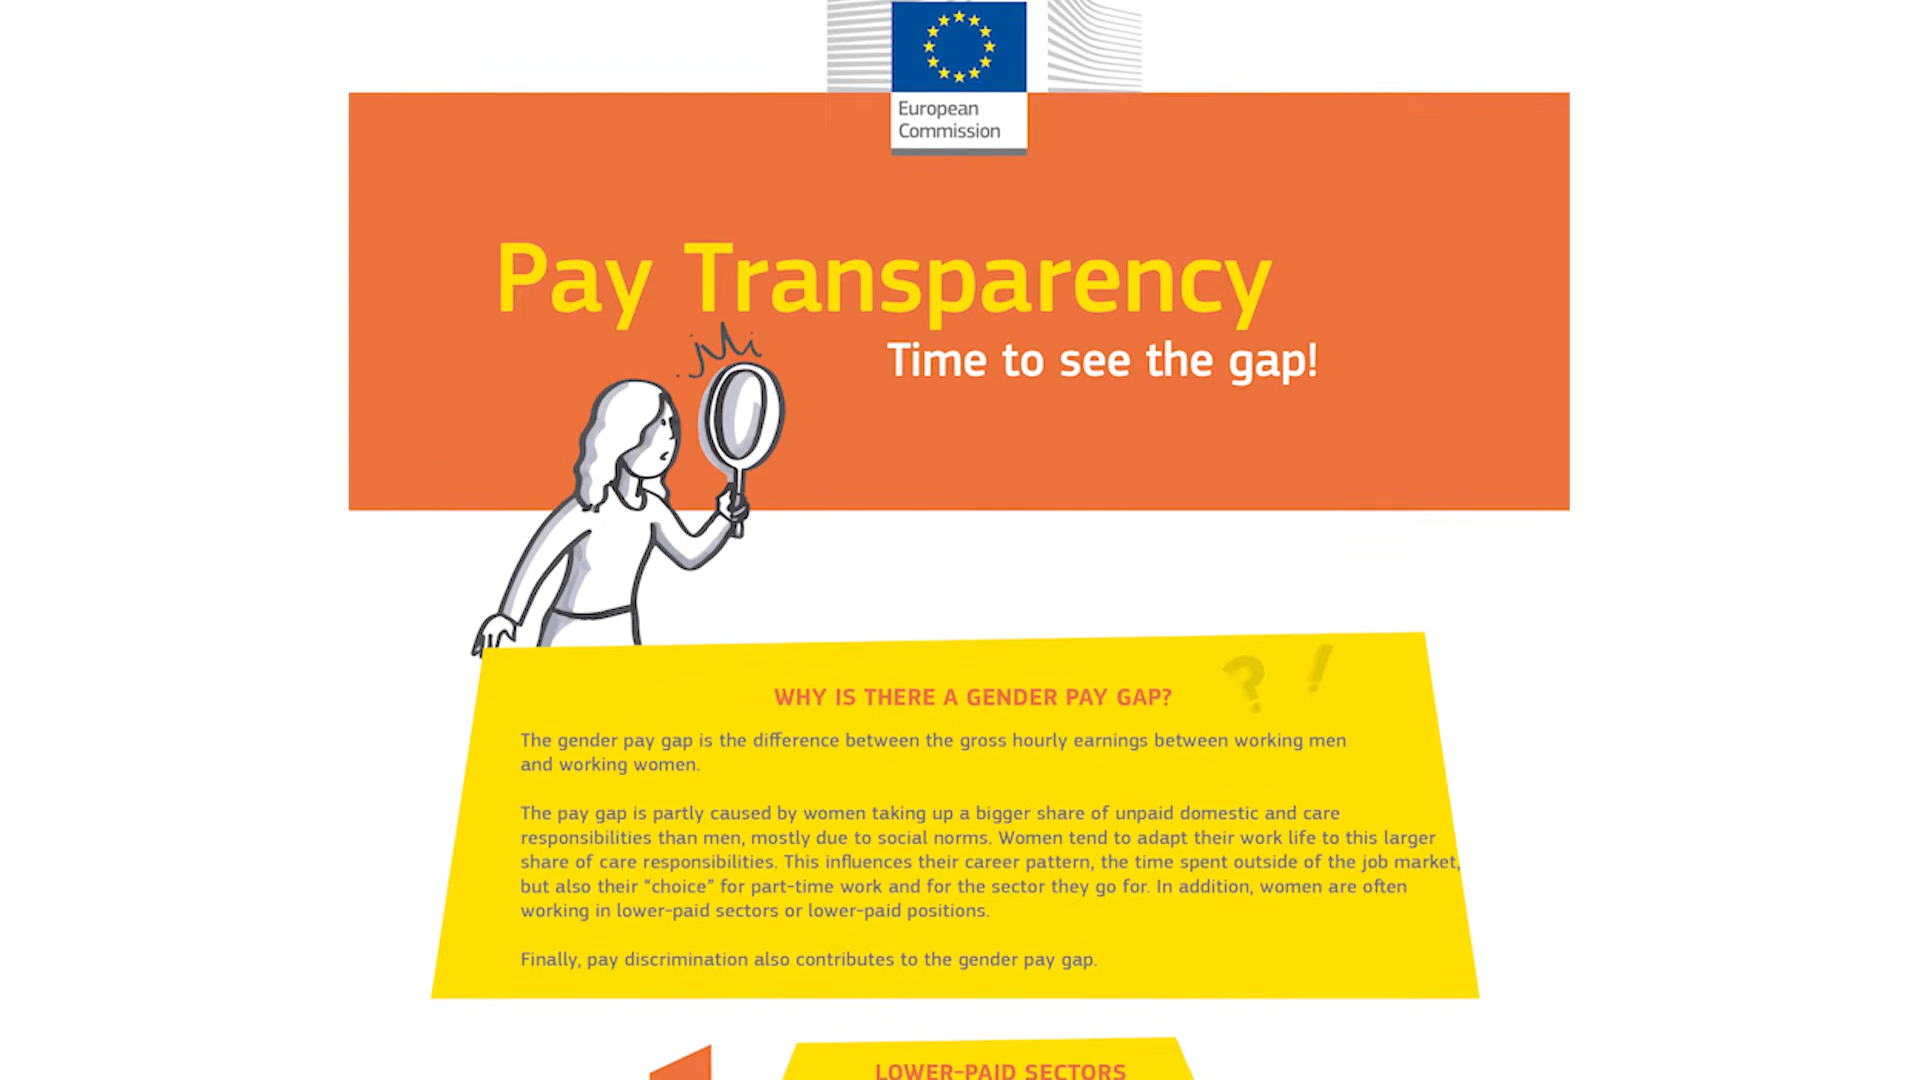 European
Commission
Pay Transparency
Time to see the gap!
WHY IS THERE A GENDER PAY GAP?
The gender pay gap is the difference between the gross hourly earnings between working men
and working women.
The pay gap is partly caused by women taking up a bigger share of unpaid domestic and care
responsibilities than men, mostly due to social norms. Women tend to adapt their work life to this larger
share of care responsibilities. This influences their career pattern, the time spent outside of the job market,
but also their “choice” for part-time work and for the sector they go for. In addition, women are often
working in lower-paid sectors or lower-paid positions.
Finally, pay discrimination also contributes to the gender pay gap.
LOWER-PAID SECTORS